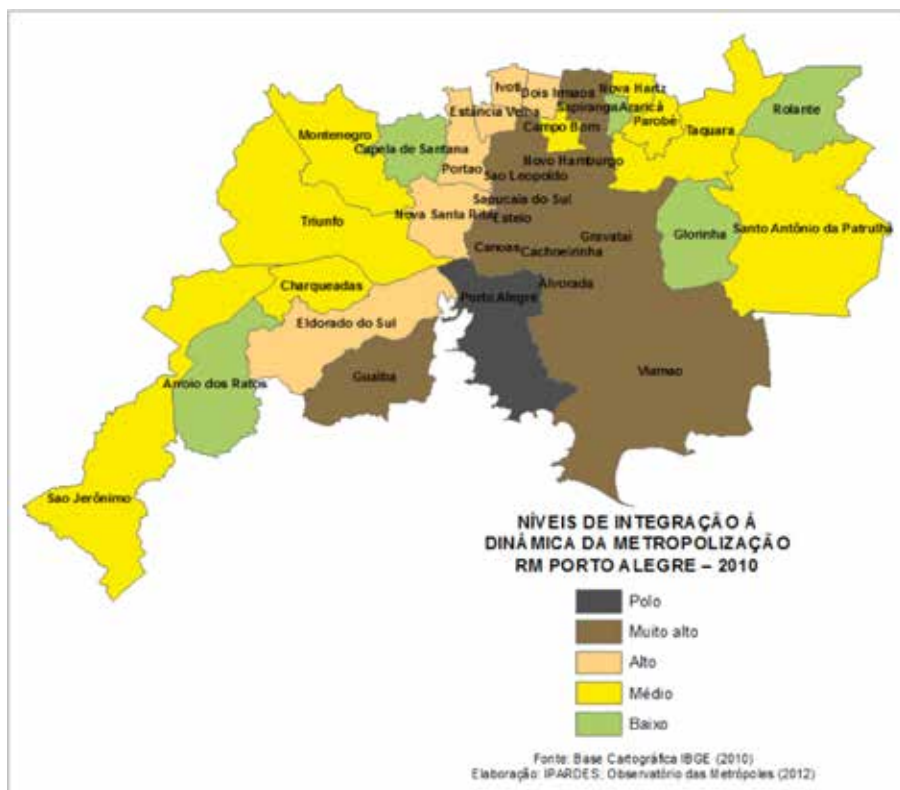 Ivoti
Dois Irmaos
Nova Hartz
Estância Velha
Sapiranga
Araricá
Rolante
Campo Bom
Parobé
Taquara
Montenegro
Capela de Santana
Portao
Novo Hamburgo
Sao Leopoldo
Sapucaia do Sul
Nova Santa Rita
Esteio
Triunfo
Gravatai
Glorinha
Santo Antônio da Patrulha
Canoas
Cachoeirinha
Charqueadas
Alvorada
Porto Alegre
Eldorado do Sul
Guaíba
Viamao
Arroio dos Ratos
Sao Jerônimo
NÍVEIS DE INTEGRAÇÃO À
DINÂMICA DA METROPOLIZAÇÃO
RM PORTO ALEGRE – 2010
Polo
Muito alto
Alto
Médio
Baixo
Fonte: Base Cartográfica IBGE (2010)
Elaboração: IPARDES; Observatório das Metrópoles (2012)